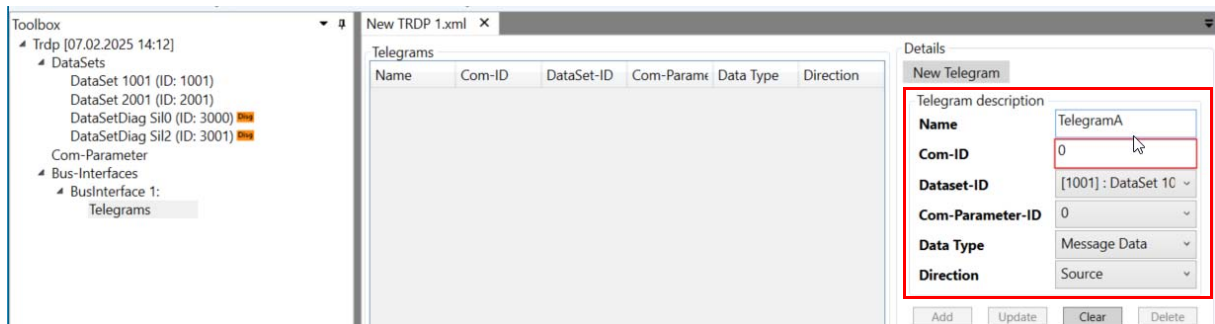 Toolbox
Trdp [07.02.2025 14:12]
DataSets
DataSet 1001 (ID: 1001)
DataSet 2001 (ID: 2001)
DataSetDiag Sil0 (ID: 3000) Diag
DataSetDiag Sil2 (ID: 3001) Diag
Com-Parameter
Bus-Interfaces
BusInterface 1:
Telegrams
New TRDP 1.xml
Telegrams
Name Com-ID DataSet-ID Com-Parame Data Type Direction
Details
New Telegram
Telegram description
Name TelegramA
Com-ID 0
Dataset-ID [1001] : DataSet 10
Com-Parameter-ID 0
Data Type Message Data
Direction Source
Add Update Clear Delete